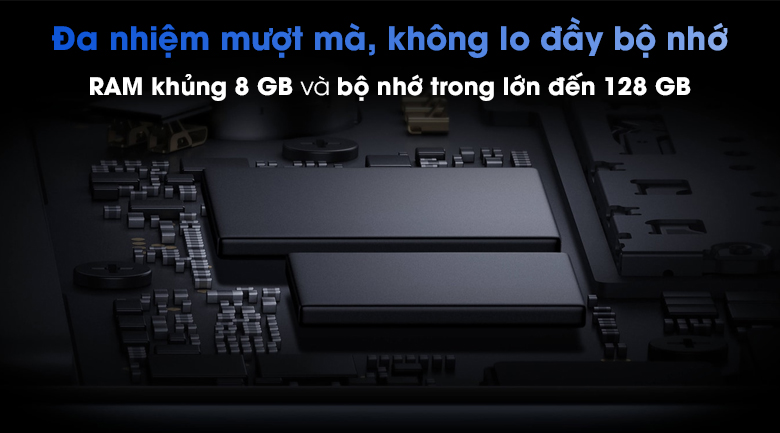 Đa nhiệm mượt mà, không lo đầy bộ nhớ
RAM khủng 8 GB và bộ nhớ trong lớn đến 128 GB